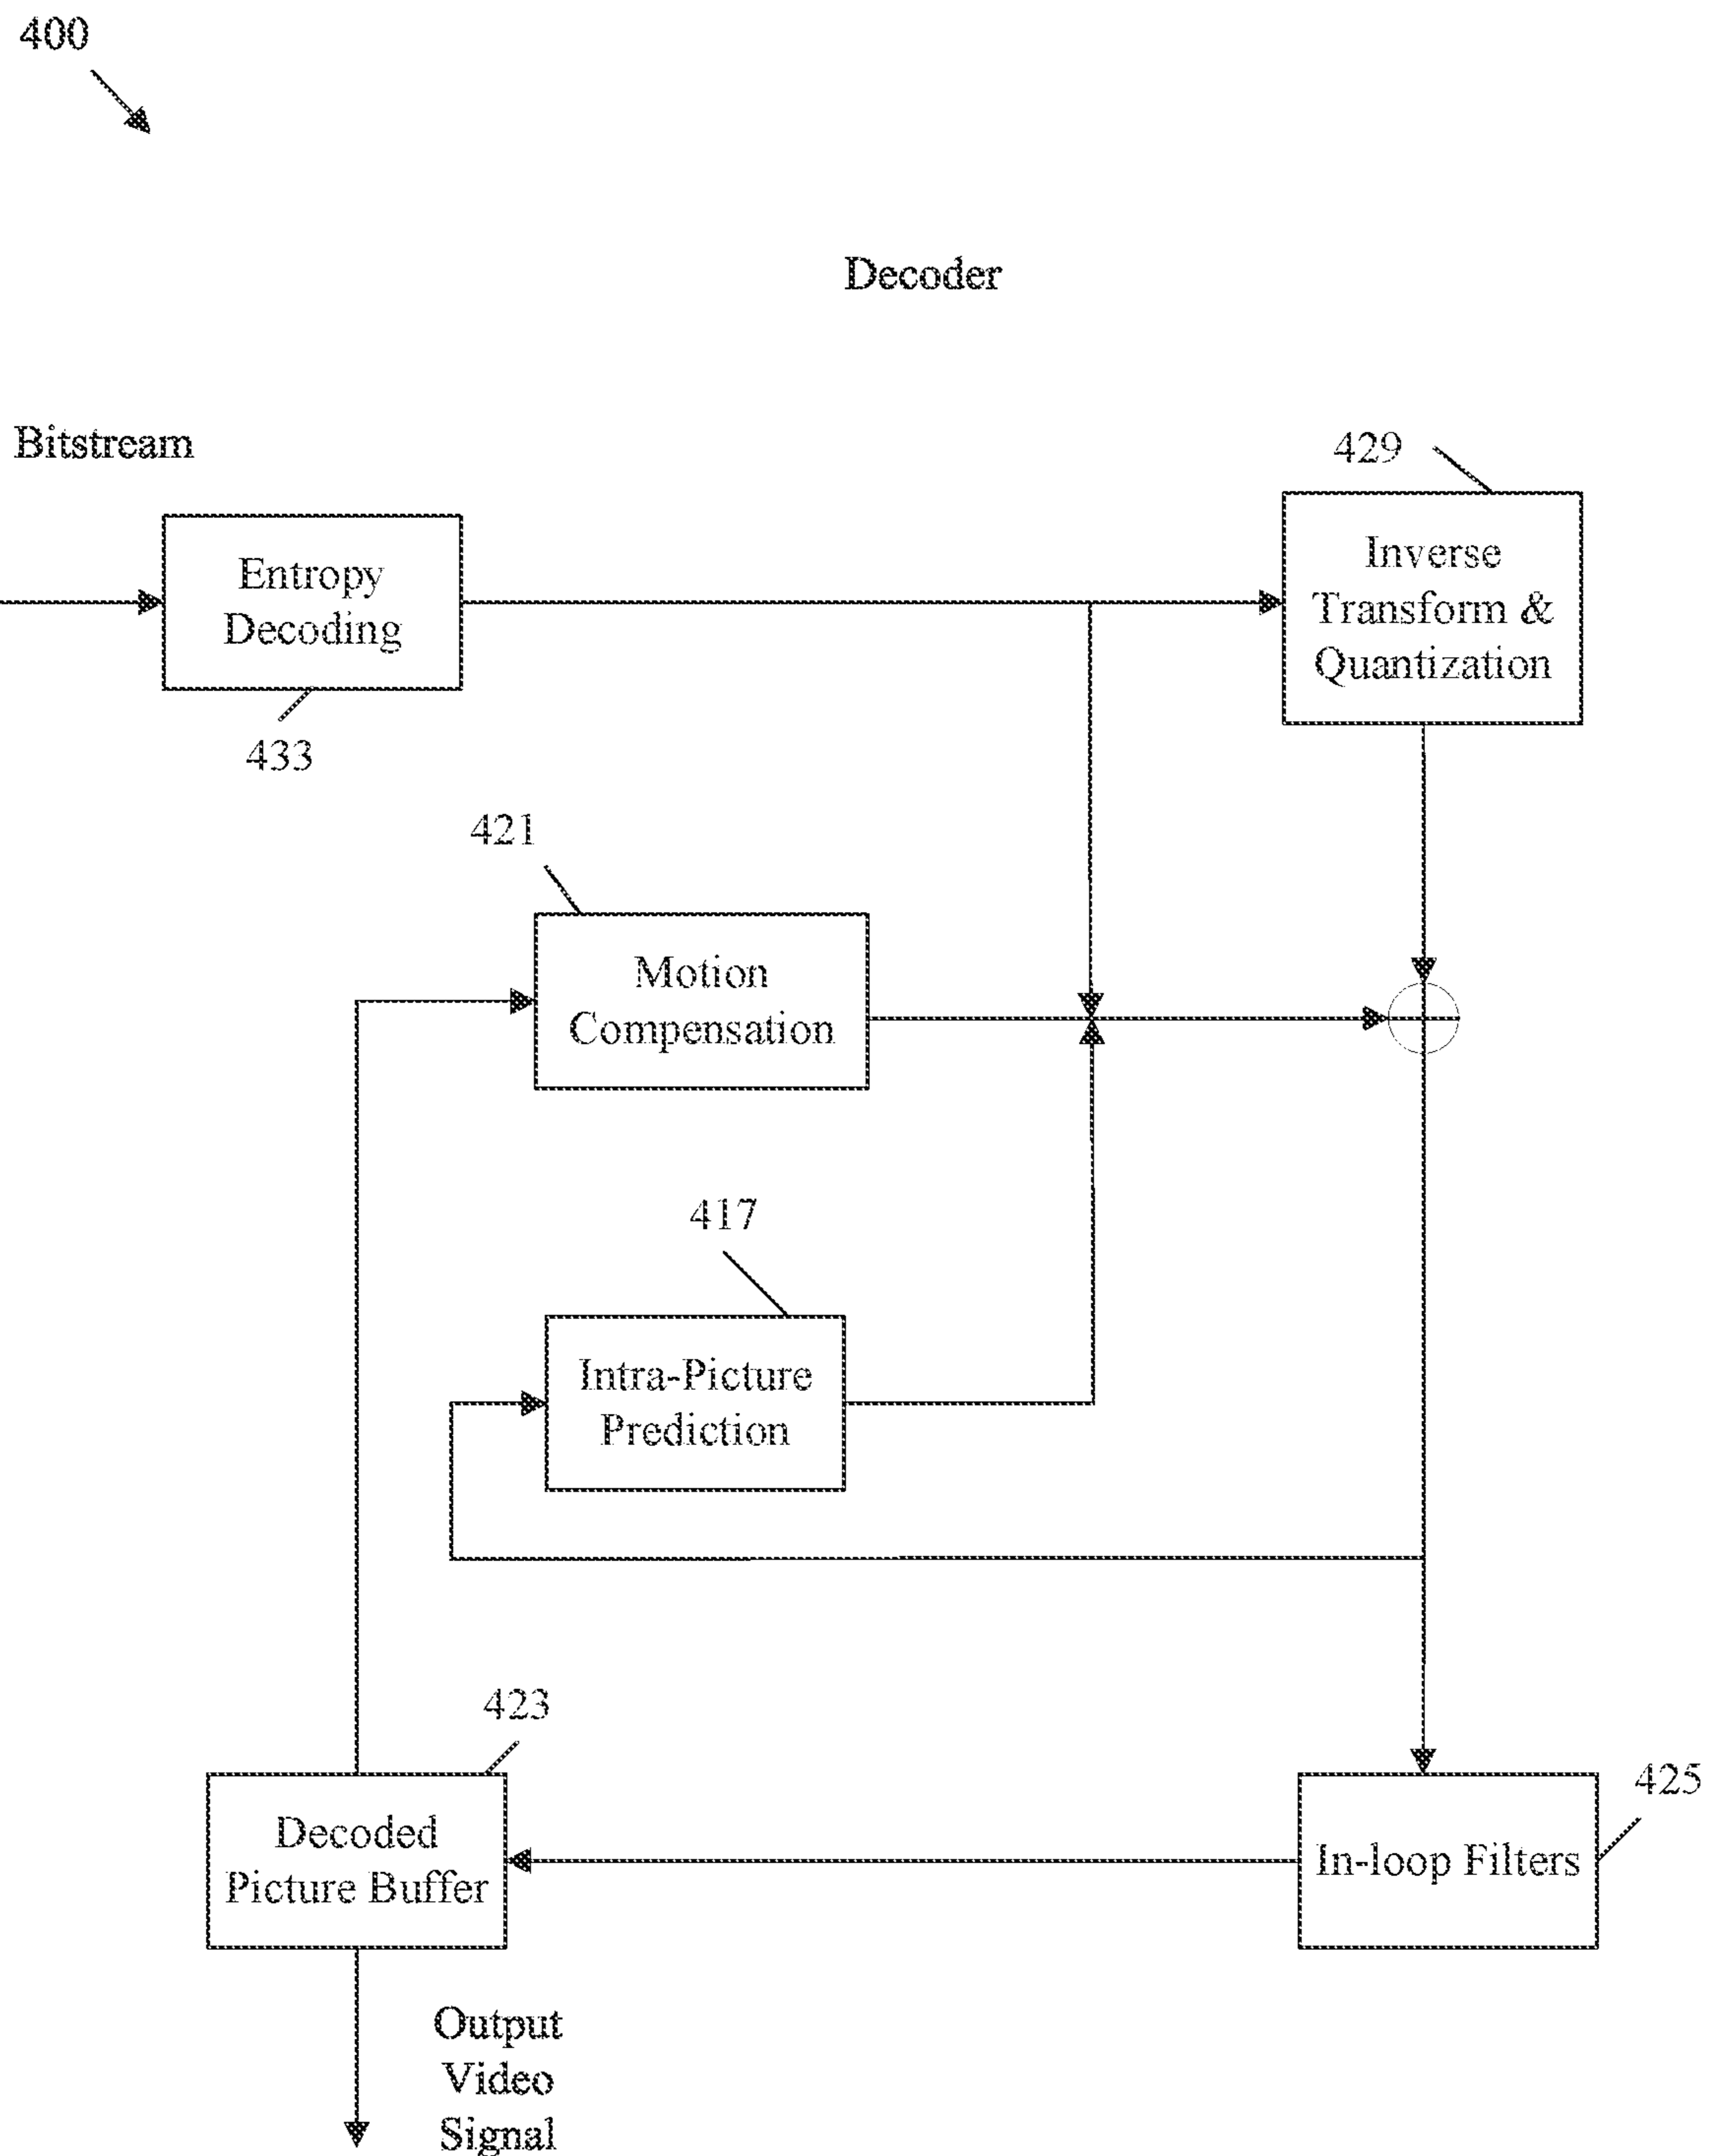 400
Decoder
Bitstream
429
Entropy
Decoding
Inverse
Transform &
Quantization
433
421
Motion
Compensation
417
Intra-Picture
Prediction
423
425
Decoded
Picture Buffer
In-loop Filters
Output
Video
Signal